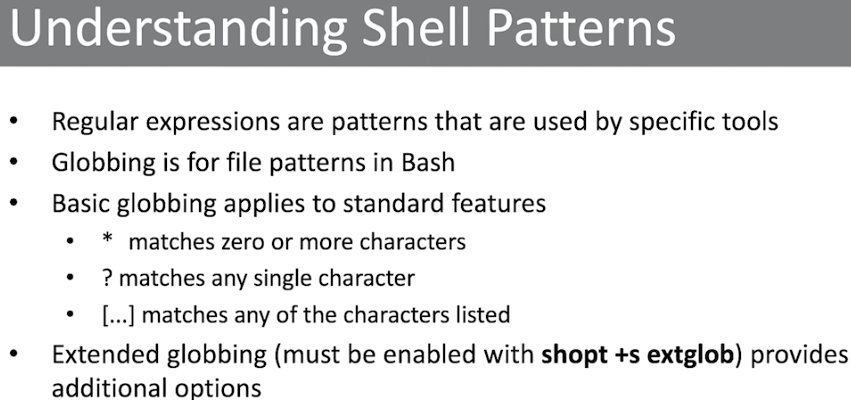 Understanding Shell Patterns
• Regular expressions are patterns that are used by specific tools
• Globbing is for file patterns in Bash
• Basic globbing applies to standard features
• * matches zero or more characters
• ? matches any single character
• [...] matches any of the characters listed
• Extended globbing (must be enabled with shopt +s extglob) provides
additional options